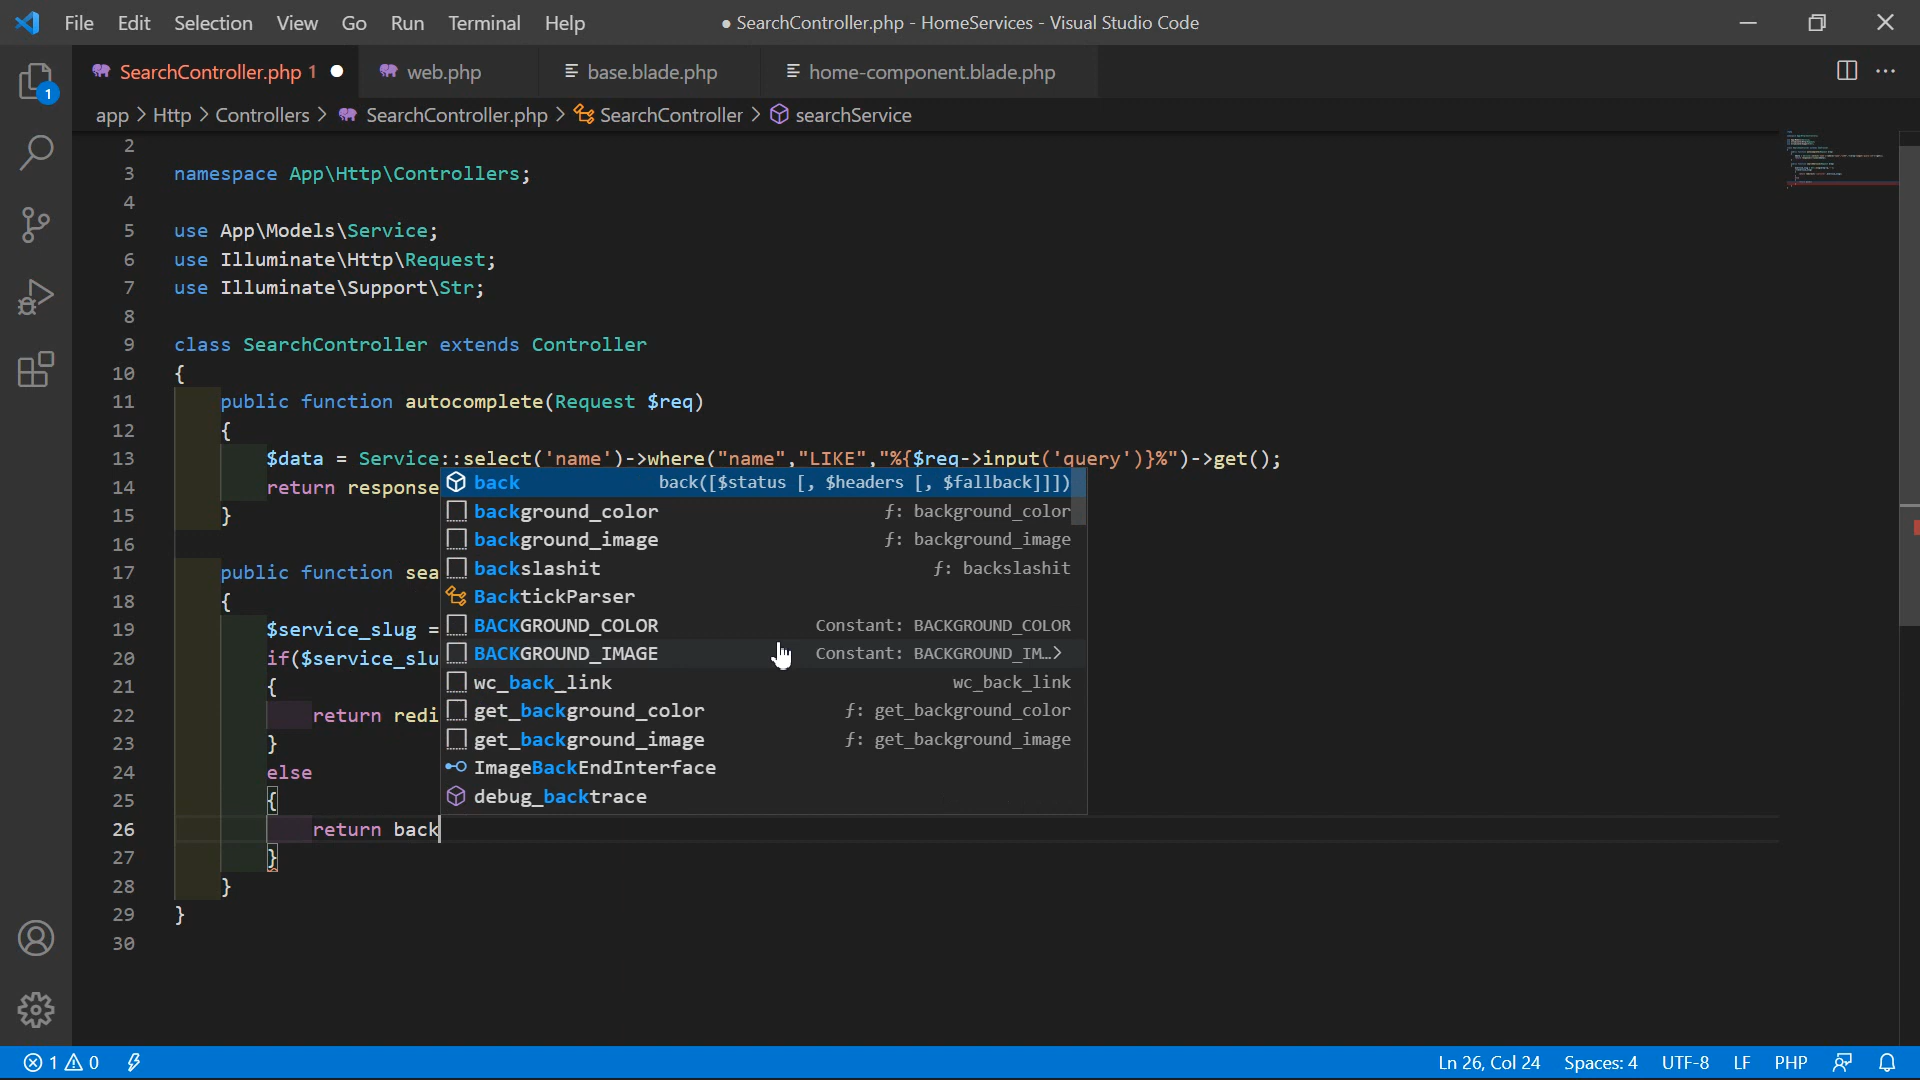 File Edit Selection View Go Run Terminal Help
● SearchController.php - HomeServices - Visual Studio Code
SearchController.php 1 ● web.php base.blade.php home-component.blade.php
1
app > Http > Controllers > SearchController.php > SearchController > searchService
2
3 namespace App\Http\Controllers;
4
5 use App\Models\Service;
6 use Illuminate\Http\Request;
7 use Illuminate\Support\Str;
8
9 class SearchController extends Controller
10 {
11 public function autocomplete(Request $req)
12 {
13 $data = Service::select('name')->where("name","LIKE","%{$req->input('query')}%")->get();
14 return response
15 }
16
17 public function sea
18 {
19 $service_slug =
20 if($service_slu
21 {
22 return redi
23 }
24 else
25 {
26 return back
27 }
28 }
29 }
30
back back([$status [, $headers [, $fallback]]])
background_color ƒ: background_color
background_image ƒ: background_image
backslashit ƒ: backslashit
BacktickParser
BACKGROUND_COLOR Constant: BACKGROUND_COLOR
BACKGROUND_IMAGE Constant: BACKGROUND_IM…>
wc_back_link wc_back_link
get_background_color ƒ: get_background_color
get_background_image ƒ: get_background_image
ImageBackEndInterface
debug_backtrace
1 0 Ln 26, Col 24 Spaces: 4 UTF-8 LF PHP